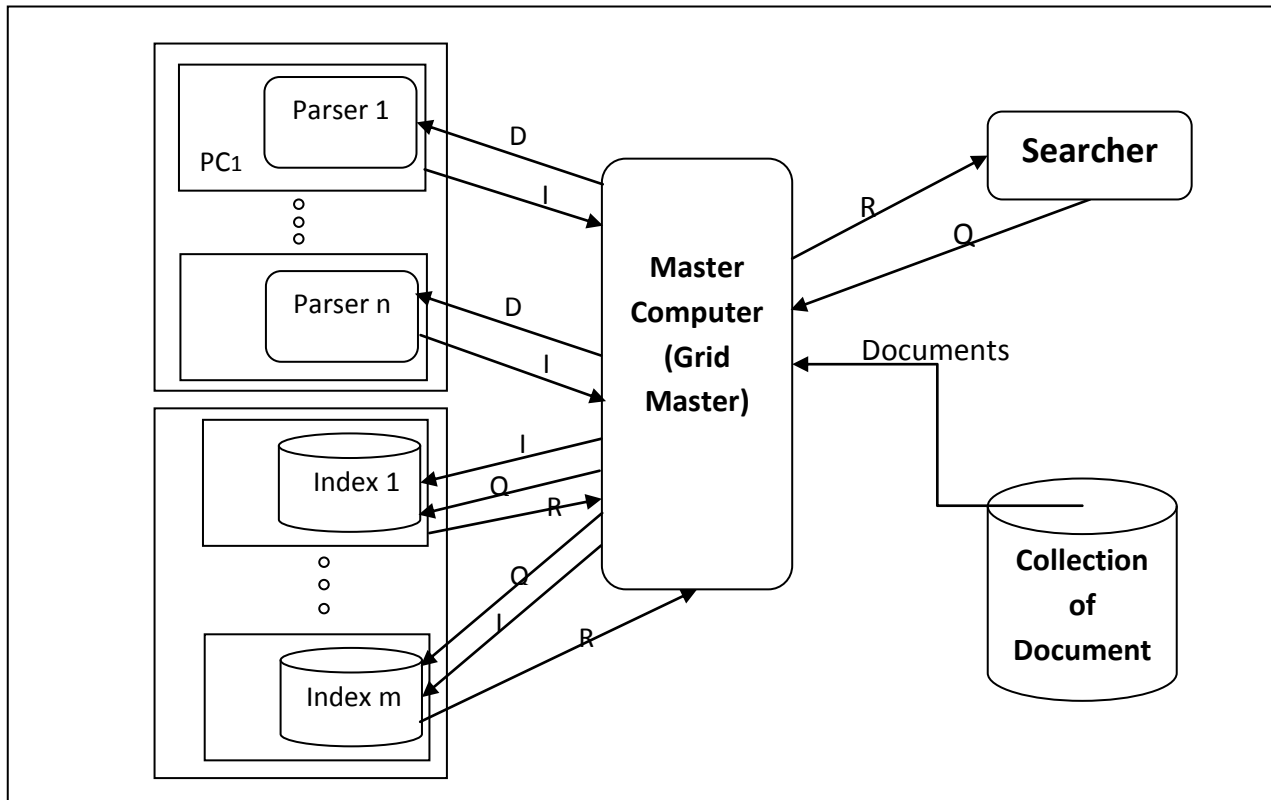 Parser 1
PC1
D
I
Parser n
D
I
Index 1
I
Q
R
Index m
Q
I
R
Master
Computer
(Grid
Master)
Searcher
R
Q
Documents
Collection
of
Document